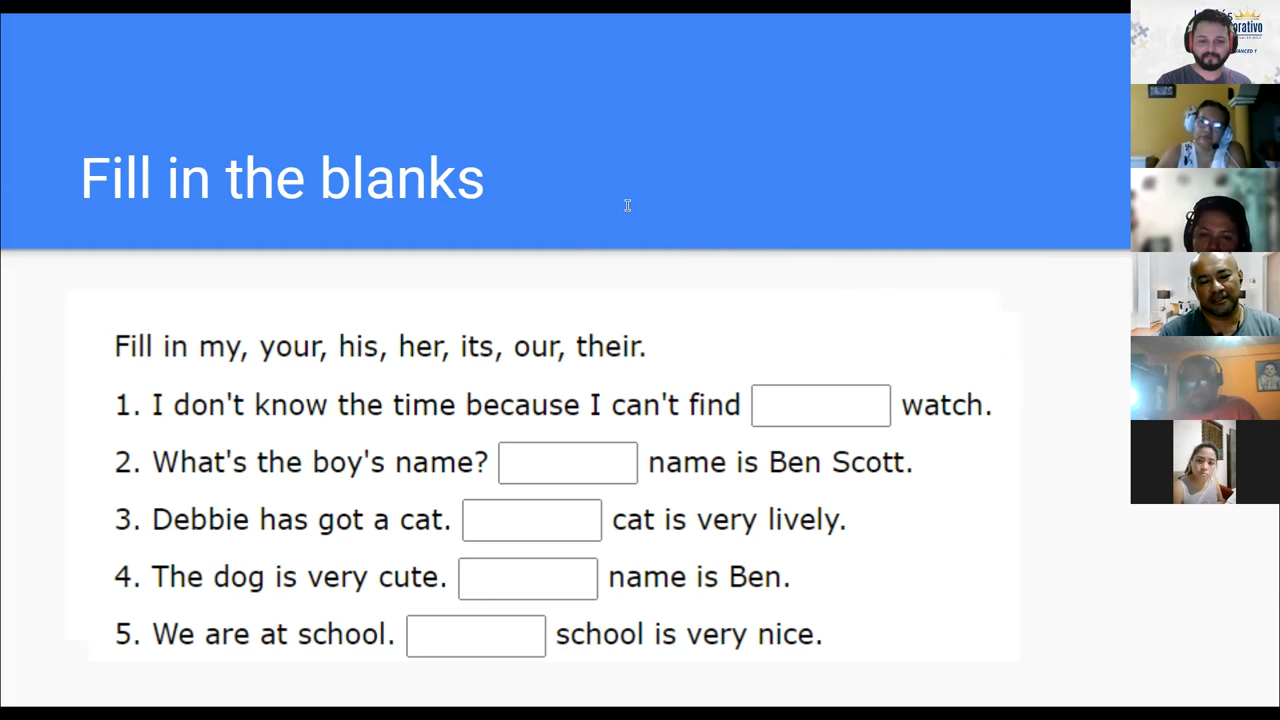 Fill in the blanks
Fill in my, your, his, her, its, our, their.
1. I don't know the time because I can't find watch.
2. What's the boy's name? name is Ben Scott.
3. Debbie has got a cat. cat is very lively.
4. The dog is very cute. name is Ben.
5. We are at school. school is very nice.